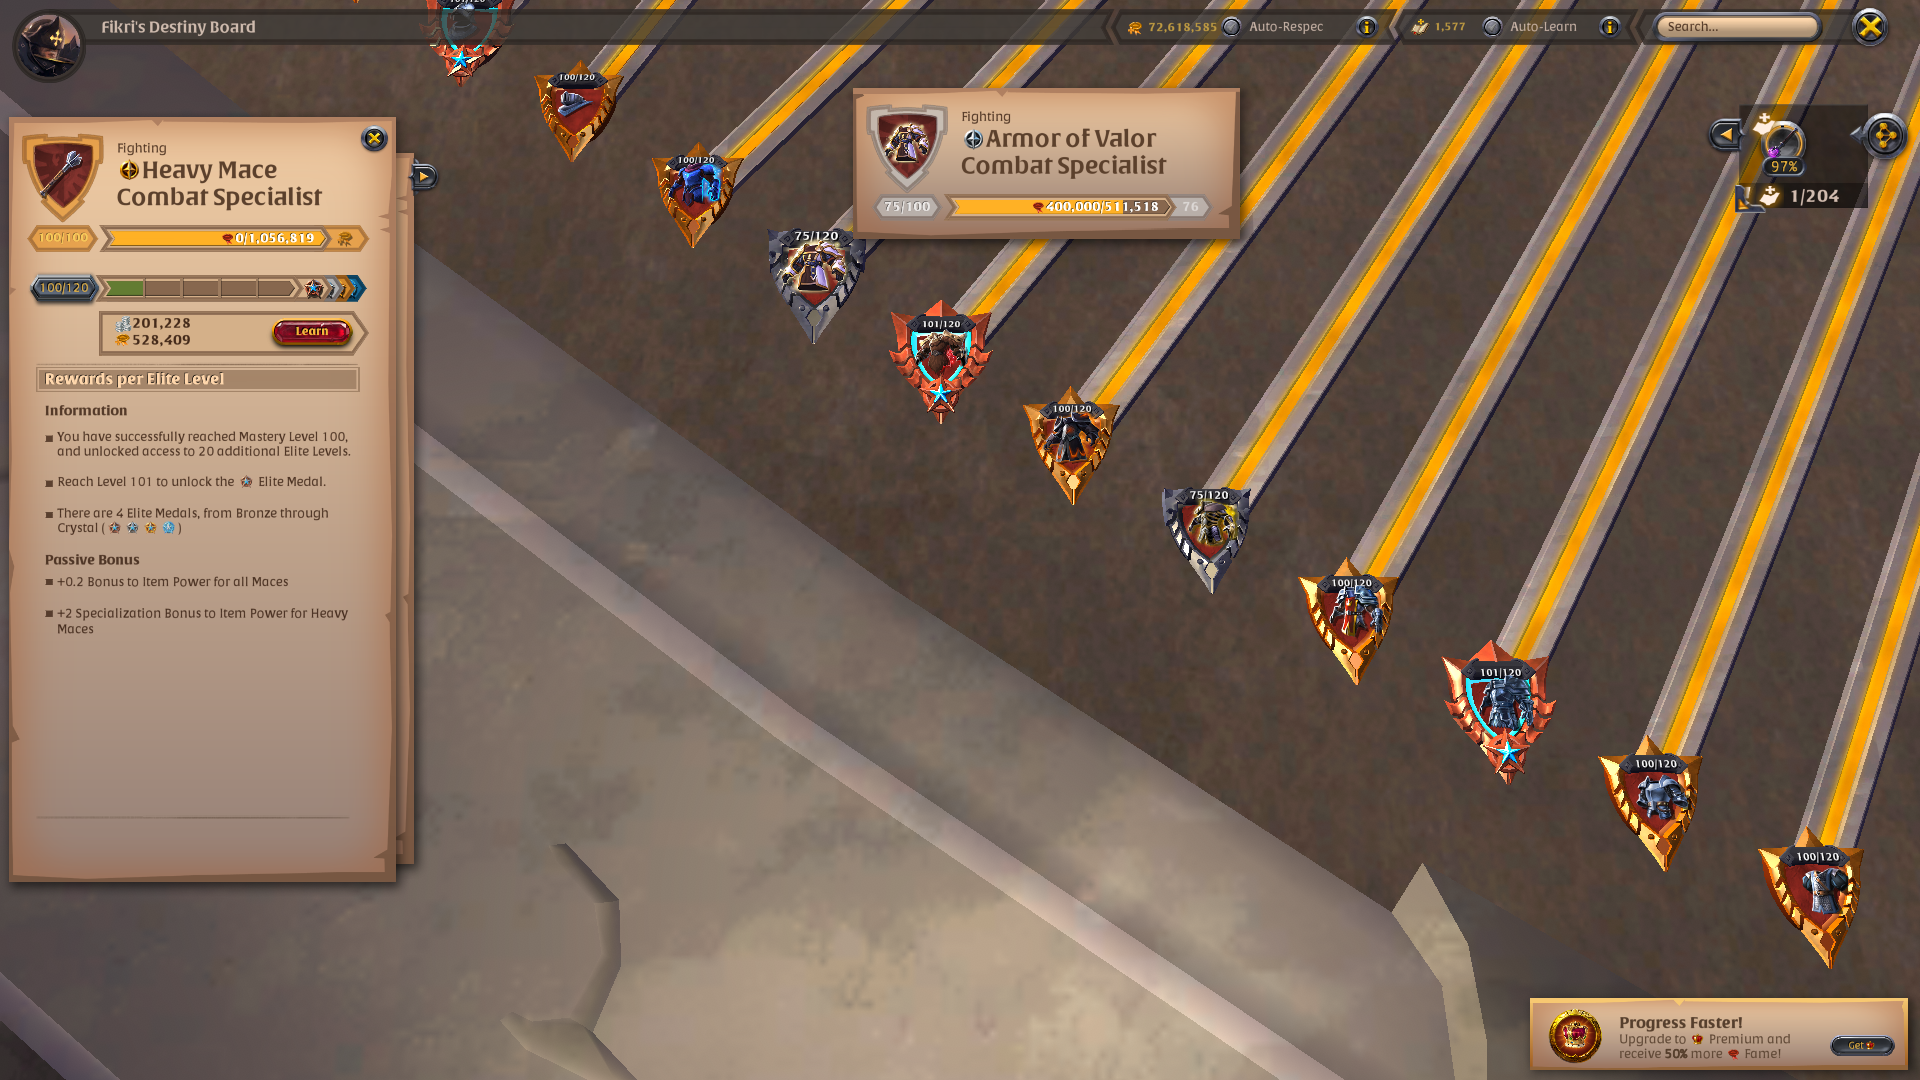 Fikri's Destiny Board
72,618,585
Auto-Respec
1,577
Auto-Learn
Search...
100/120
100/120
Fighting
Heavy Mace
Combat Specialist
100/100
0/1,056,819
100/120
201,228
528,409
Learn
Rewards per Elite Level
Information
You have successfully reached Mastery Level 100,
and unlocked access to 20 additional Elite Levels.
Reach Level 101 to unlock the Elite Medal.
There are 4 Elite Medals, from Bronze through
Crystal ( )
Passive Bonus
+0.2 Bonus to Item Power for all Maces
+2 Specialization Bonus to Item Power for Heavy
Maces
Fighting
Armor of Valor
Combat Specialist
75/100
400,000/511,518
76
97%
1/204
75/120
101/120
100/120
75/120
100/120
101/120
100/120
100/120
Progress Faster!
Upgrade to Premium and
receive 50% more Fame!
Get